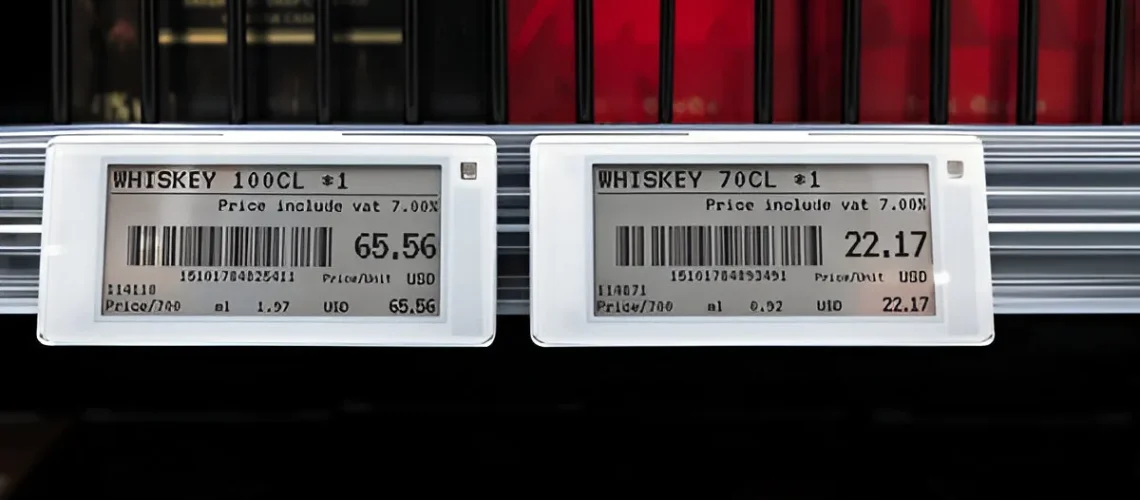 WHISKEY 100CL *1
Price include vat 7.00%
65.56
15101784825411 Price/Unit USD
114110
Price/700 ml 1.97 UIO 65.56
WHISKEY 70CL *1
Price include vat 7.00%
22.17
15101784893491 Price/Unit USD
114071
Price/700 ml 0.92 UIO 22.17